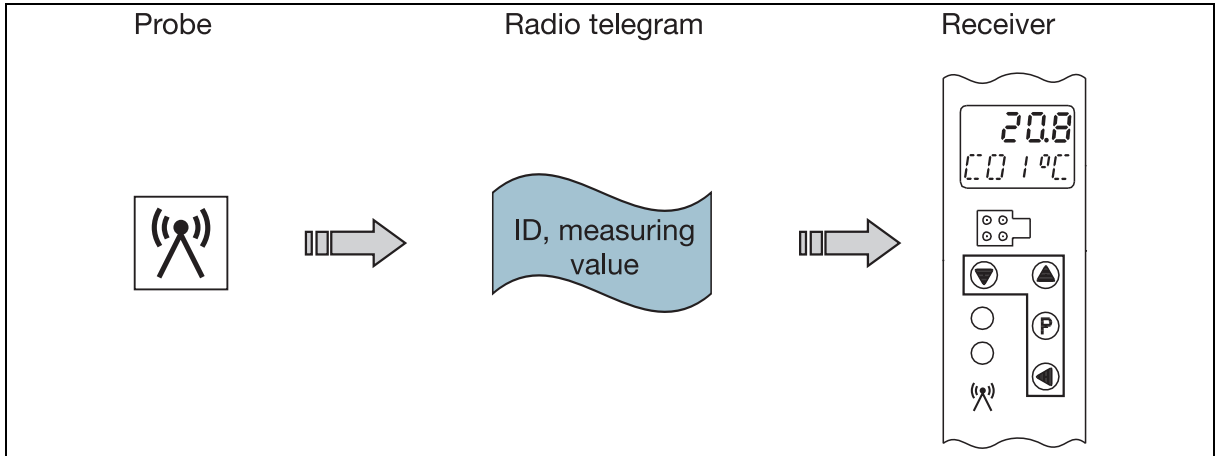 Probe
Radio telegram
Receiver
20.8
C01 °C
ID, measuring
value
P